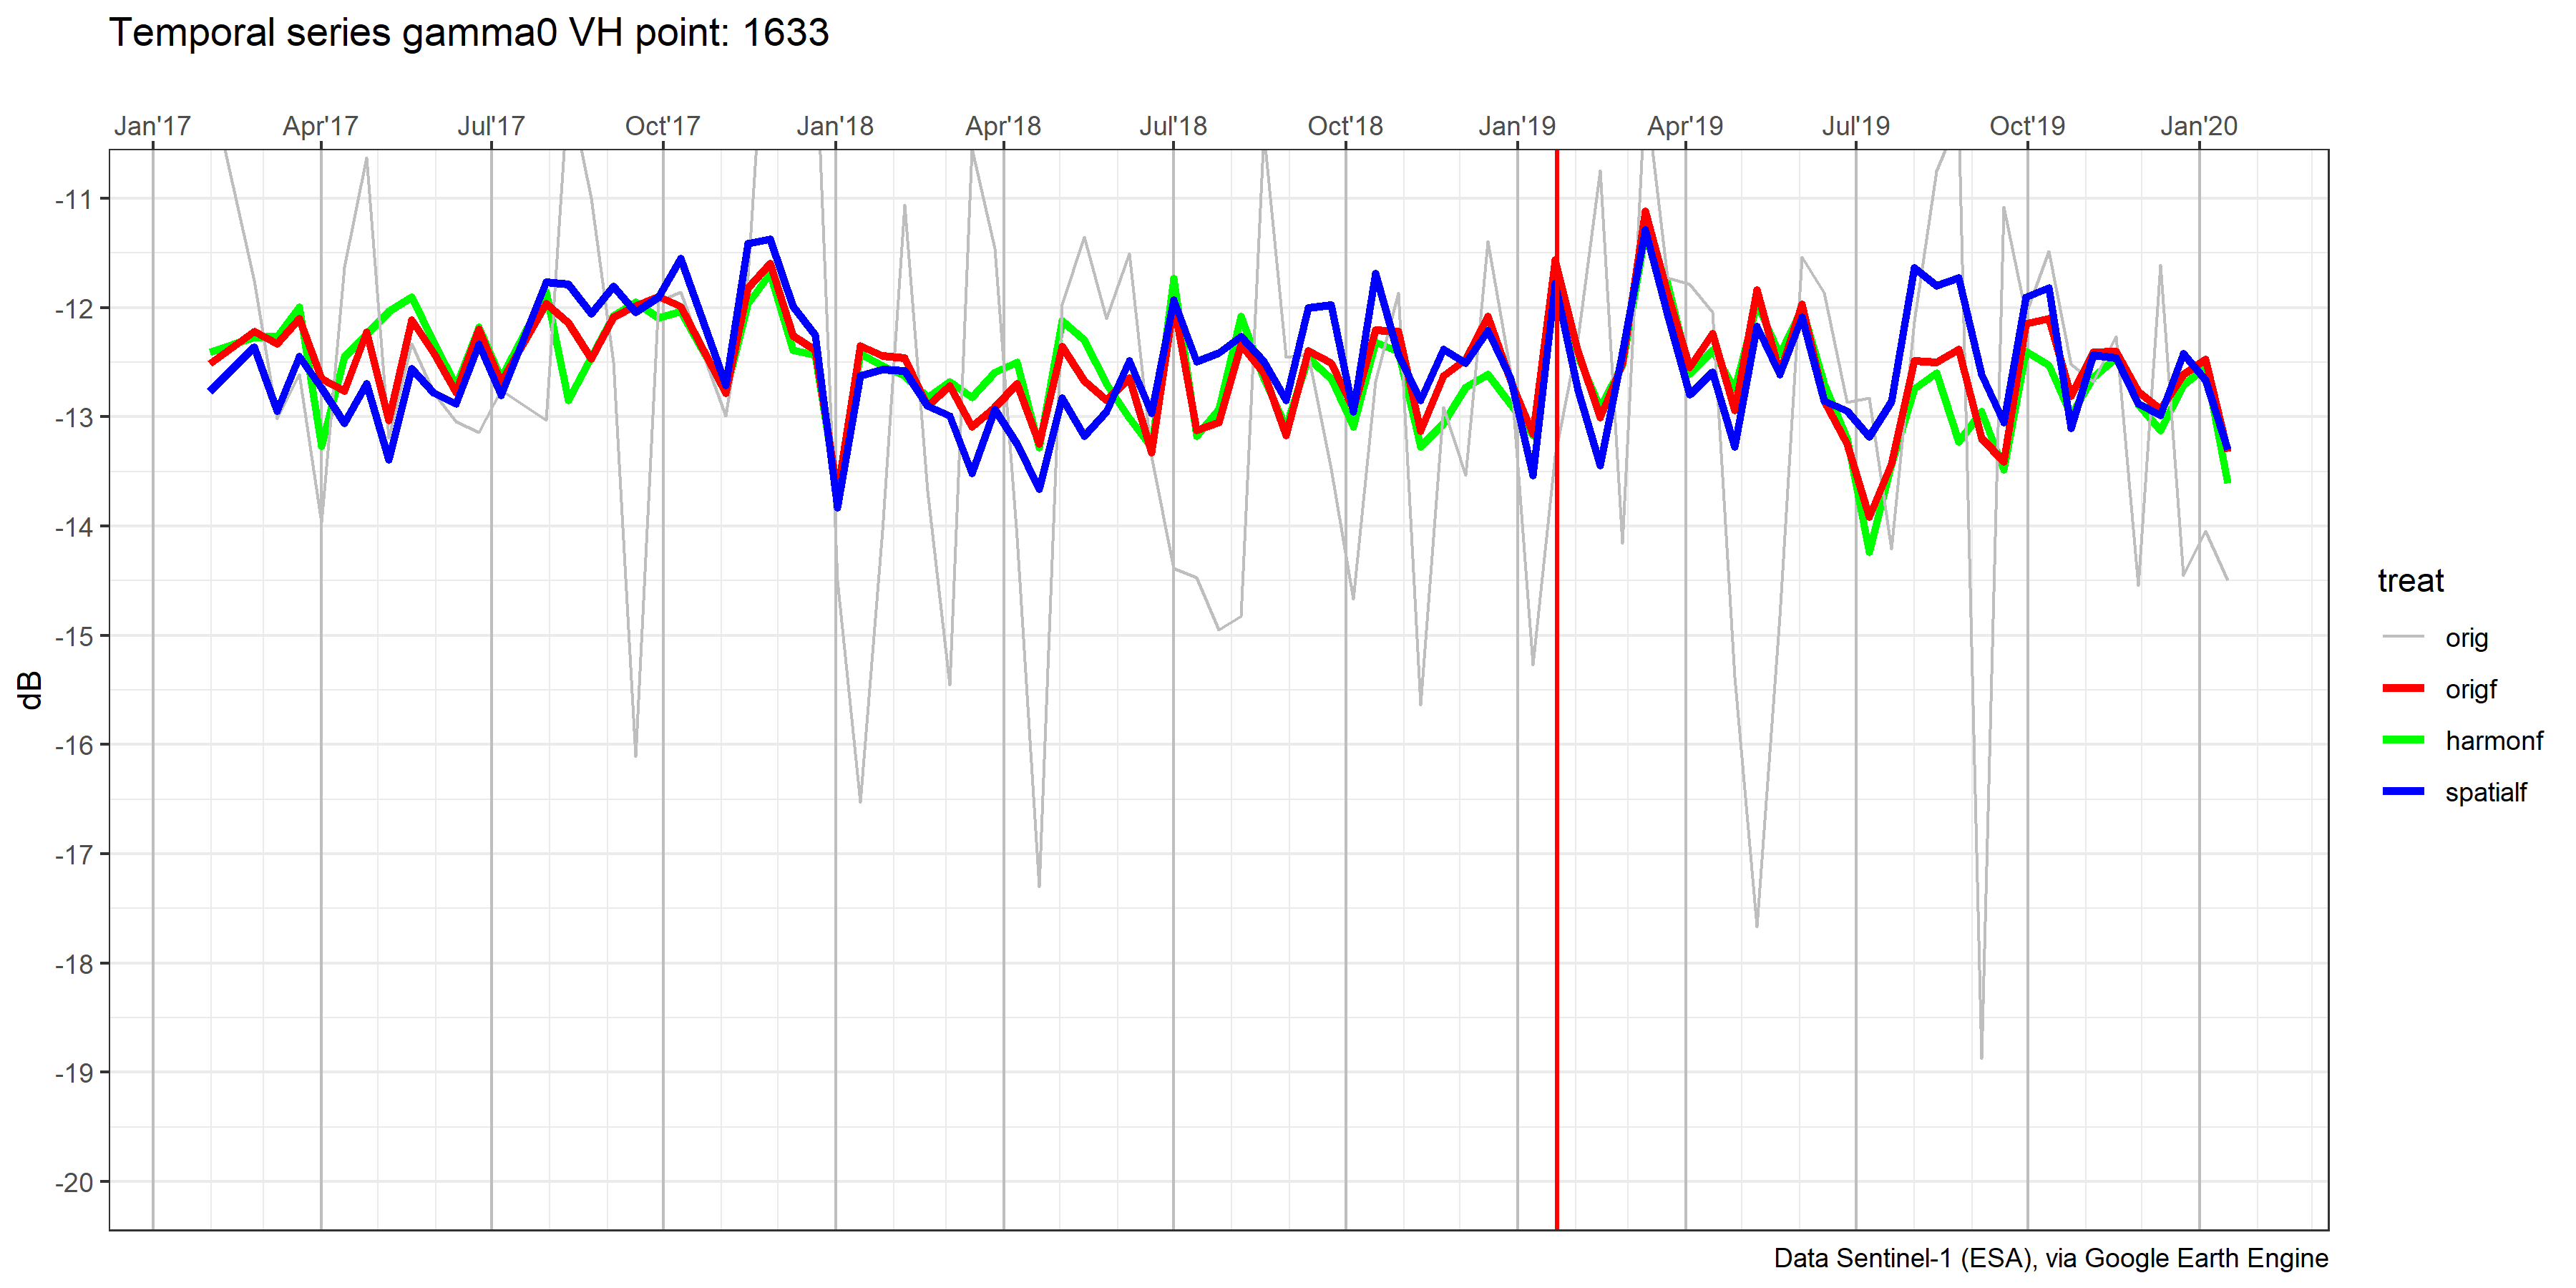 Temporal series gamma0 VH point: 1633
Jan'17 Apr'17 Jul'17 Oct'17 Jan'18 Apr'18 Jul'18 Oct'18 Jan'19 Apr'19 Jul'19 Oct'19 Jan'20
-11
-12
-13
-14
-15
-16
-17
-18
-19
-20
dB
treat
orig
origf
harmonf
spatialf
Data Sentinel-1 (ESA), via Google Earth Engine